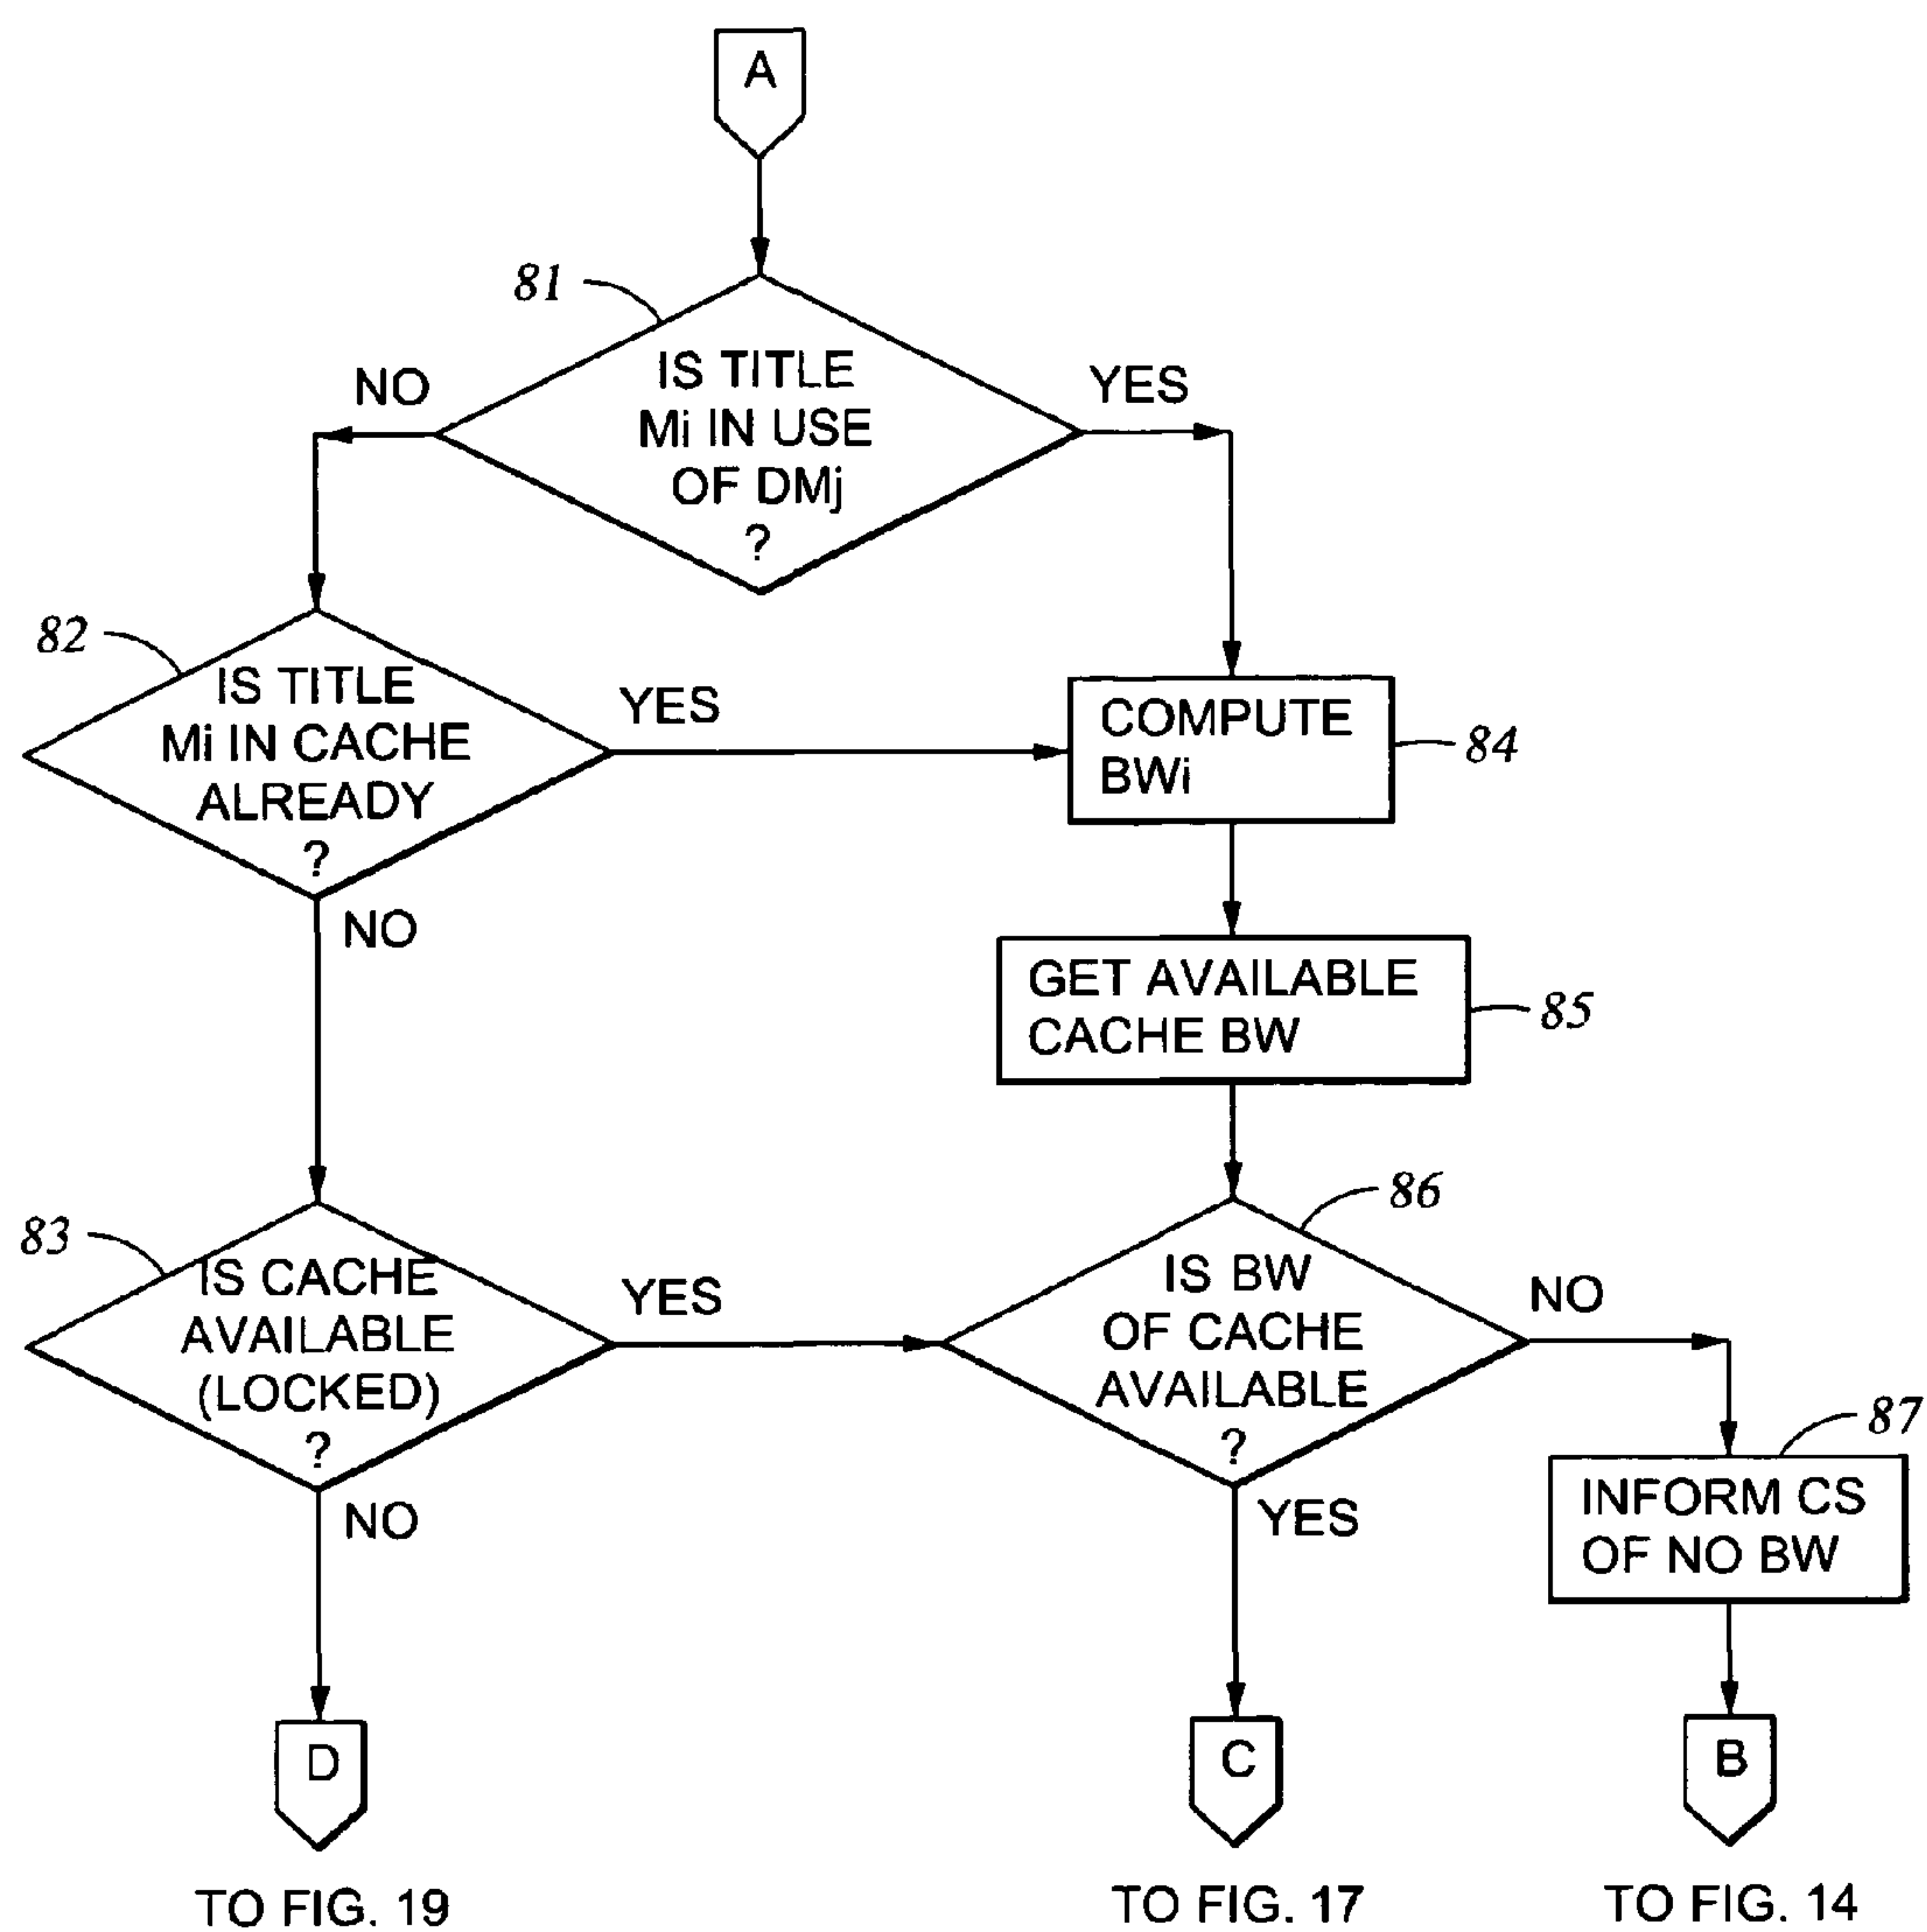 A
81
IS TITLE
Mi IN USE
OF DMj
?
NO
YES
82
IS TITLE
Mi IN CACHE
ALREADY
?
YES
NO
COMPUTE
BWi
84
GET AVAILABLE
CACHE BW
85
83
IS CACHE
AVAILABLE
(LOCKED)
?
YES
NO
86
IS BW
OF CACHE
AVAILABLE
?
NO
YES
87
INFORM CS
OF NO BW
D
C
B
TO FIG. 19
TO FIG. 17
TO FIG. 14